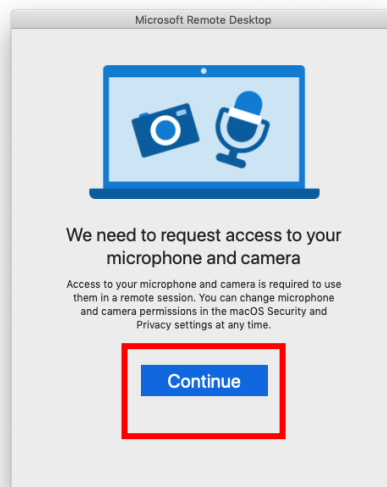 Microsoft Remote Desktop
We need to request access to your
microphone and camera
Access to your microphone and camera is required to use
them in a remote session. You can change microphone
and camera permissions in the macOS Security and
Privacy settings at any time.
Continue